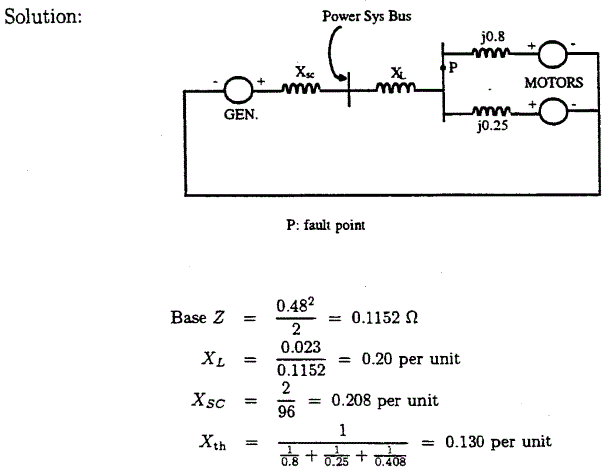 Solution:
Power Sys Bus
j0.8
+ -
X_sc
X_L
P
MOTORS
- +
GEN.
+ -
j0.25
P: fault point
Base Z = 0.48²/2 = 0.1152 Ω
X_L = 0.023/0.1152 = 0.20 per unit
X_SC = 2/96 = 0.208 per unit
X_th = 1/(1/0.8 + 1/0.25 + 1/0.408) = 0.130 per unit